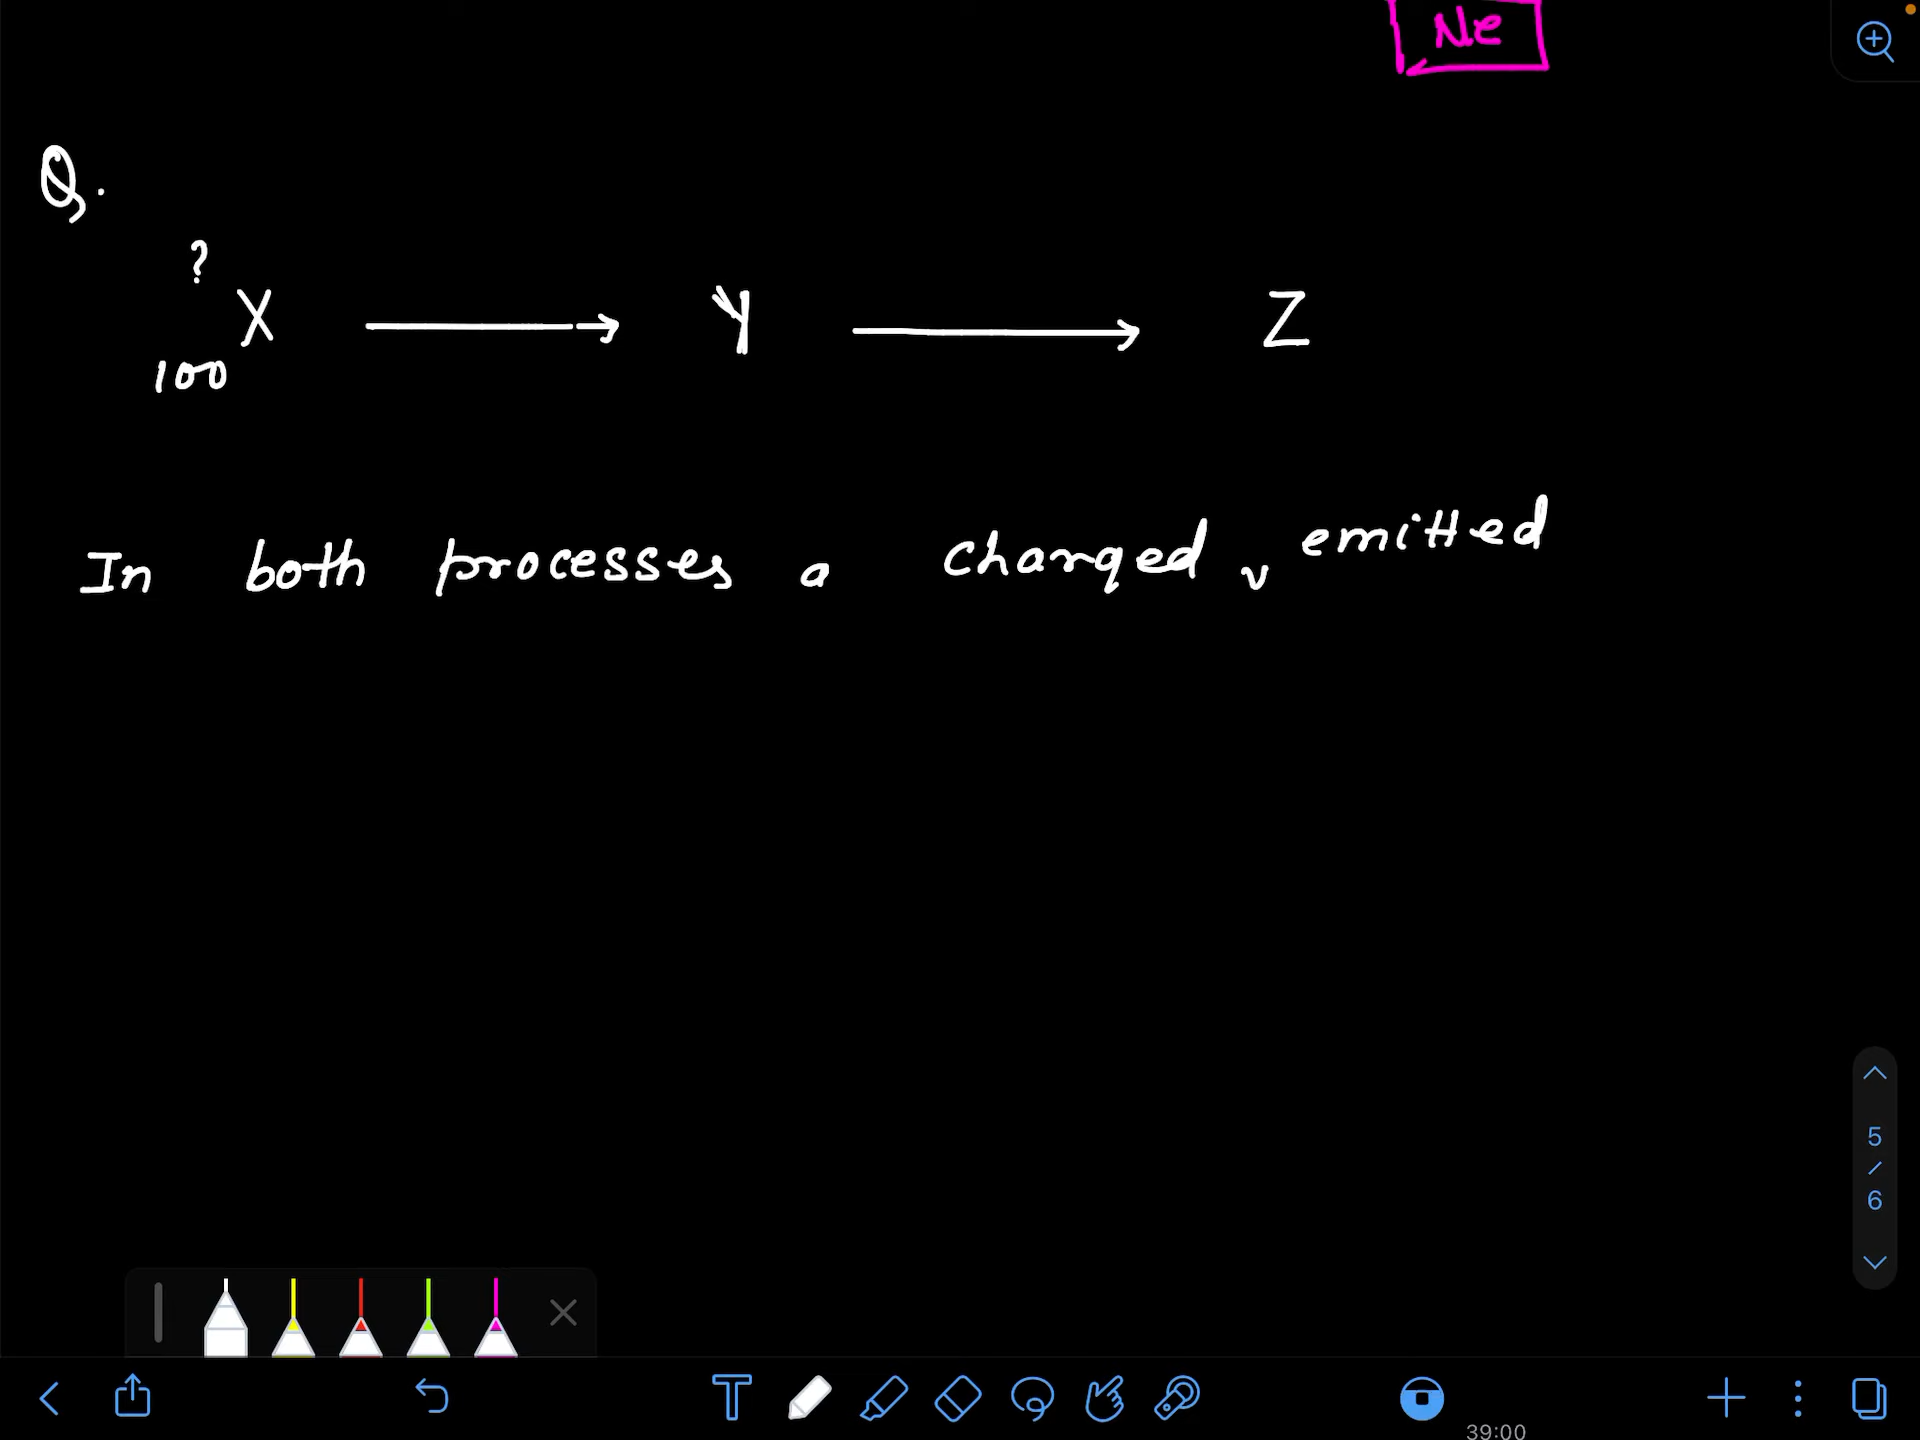 Ne
Q.
?
X → Y → Z
100
In both processes a charged v emitted
5
/
6
39:00